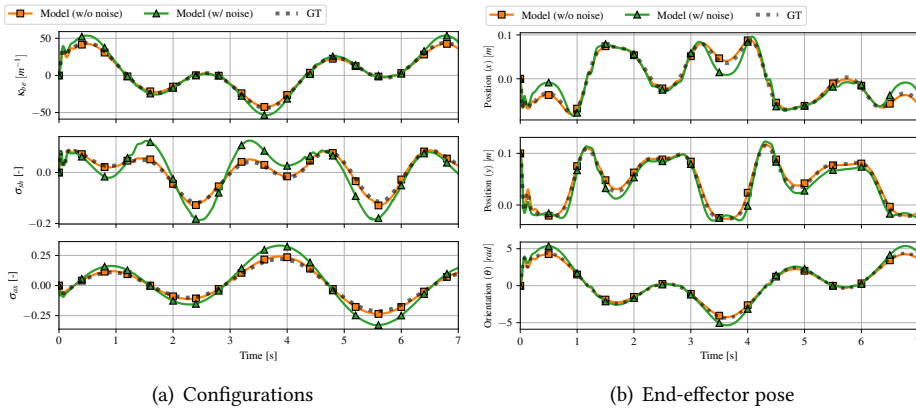 Model (w/o noise) Model (w/ noise) GT
κbe [m⁻¹]
50
0
−50
σsh [-]
0.0
−0.2
σax [-]
0.25
0.00
−0.25
0 1 2 3 4 5 6 7
Time [s]
(a) Configurations
Model (w/o noise) Model (w/ noise) GT
Position (x) [m]
0.1
0.0
Position (y) [m]
0.1
0.0
Orientation (θ) [rad]
5
0
−5
0 1 2 3 4 5 6 7
Time [s]
(b) End-effector pose